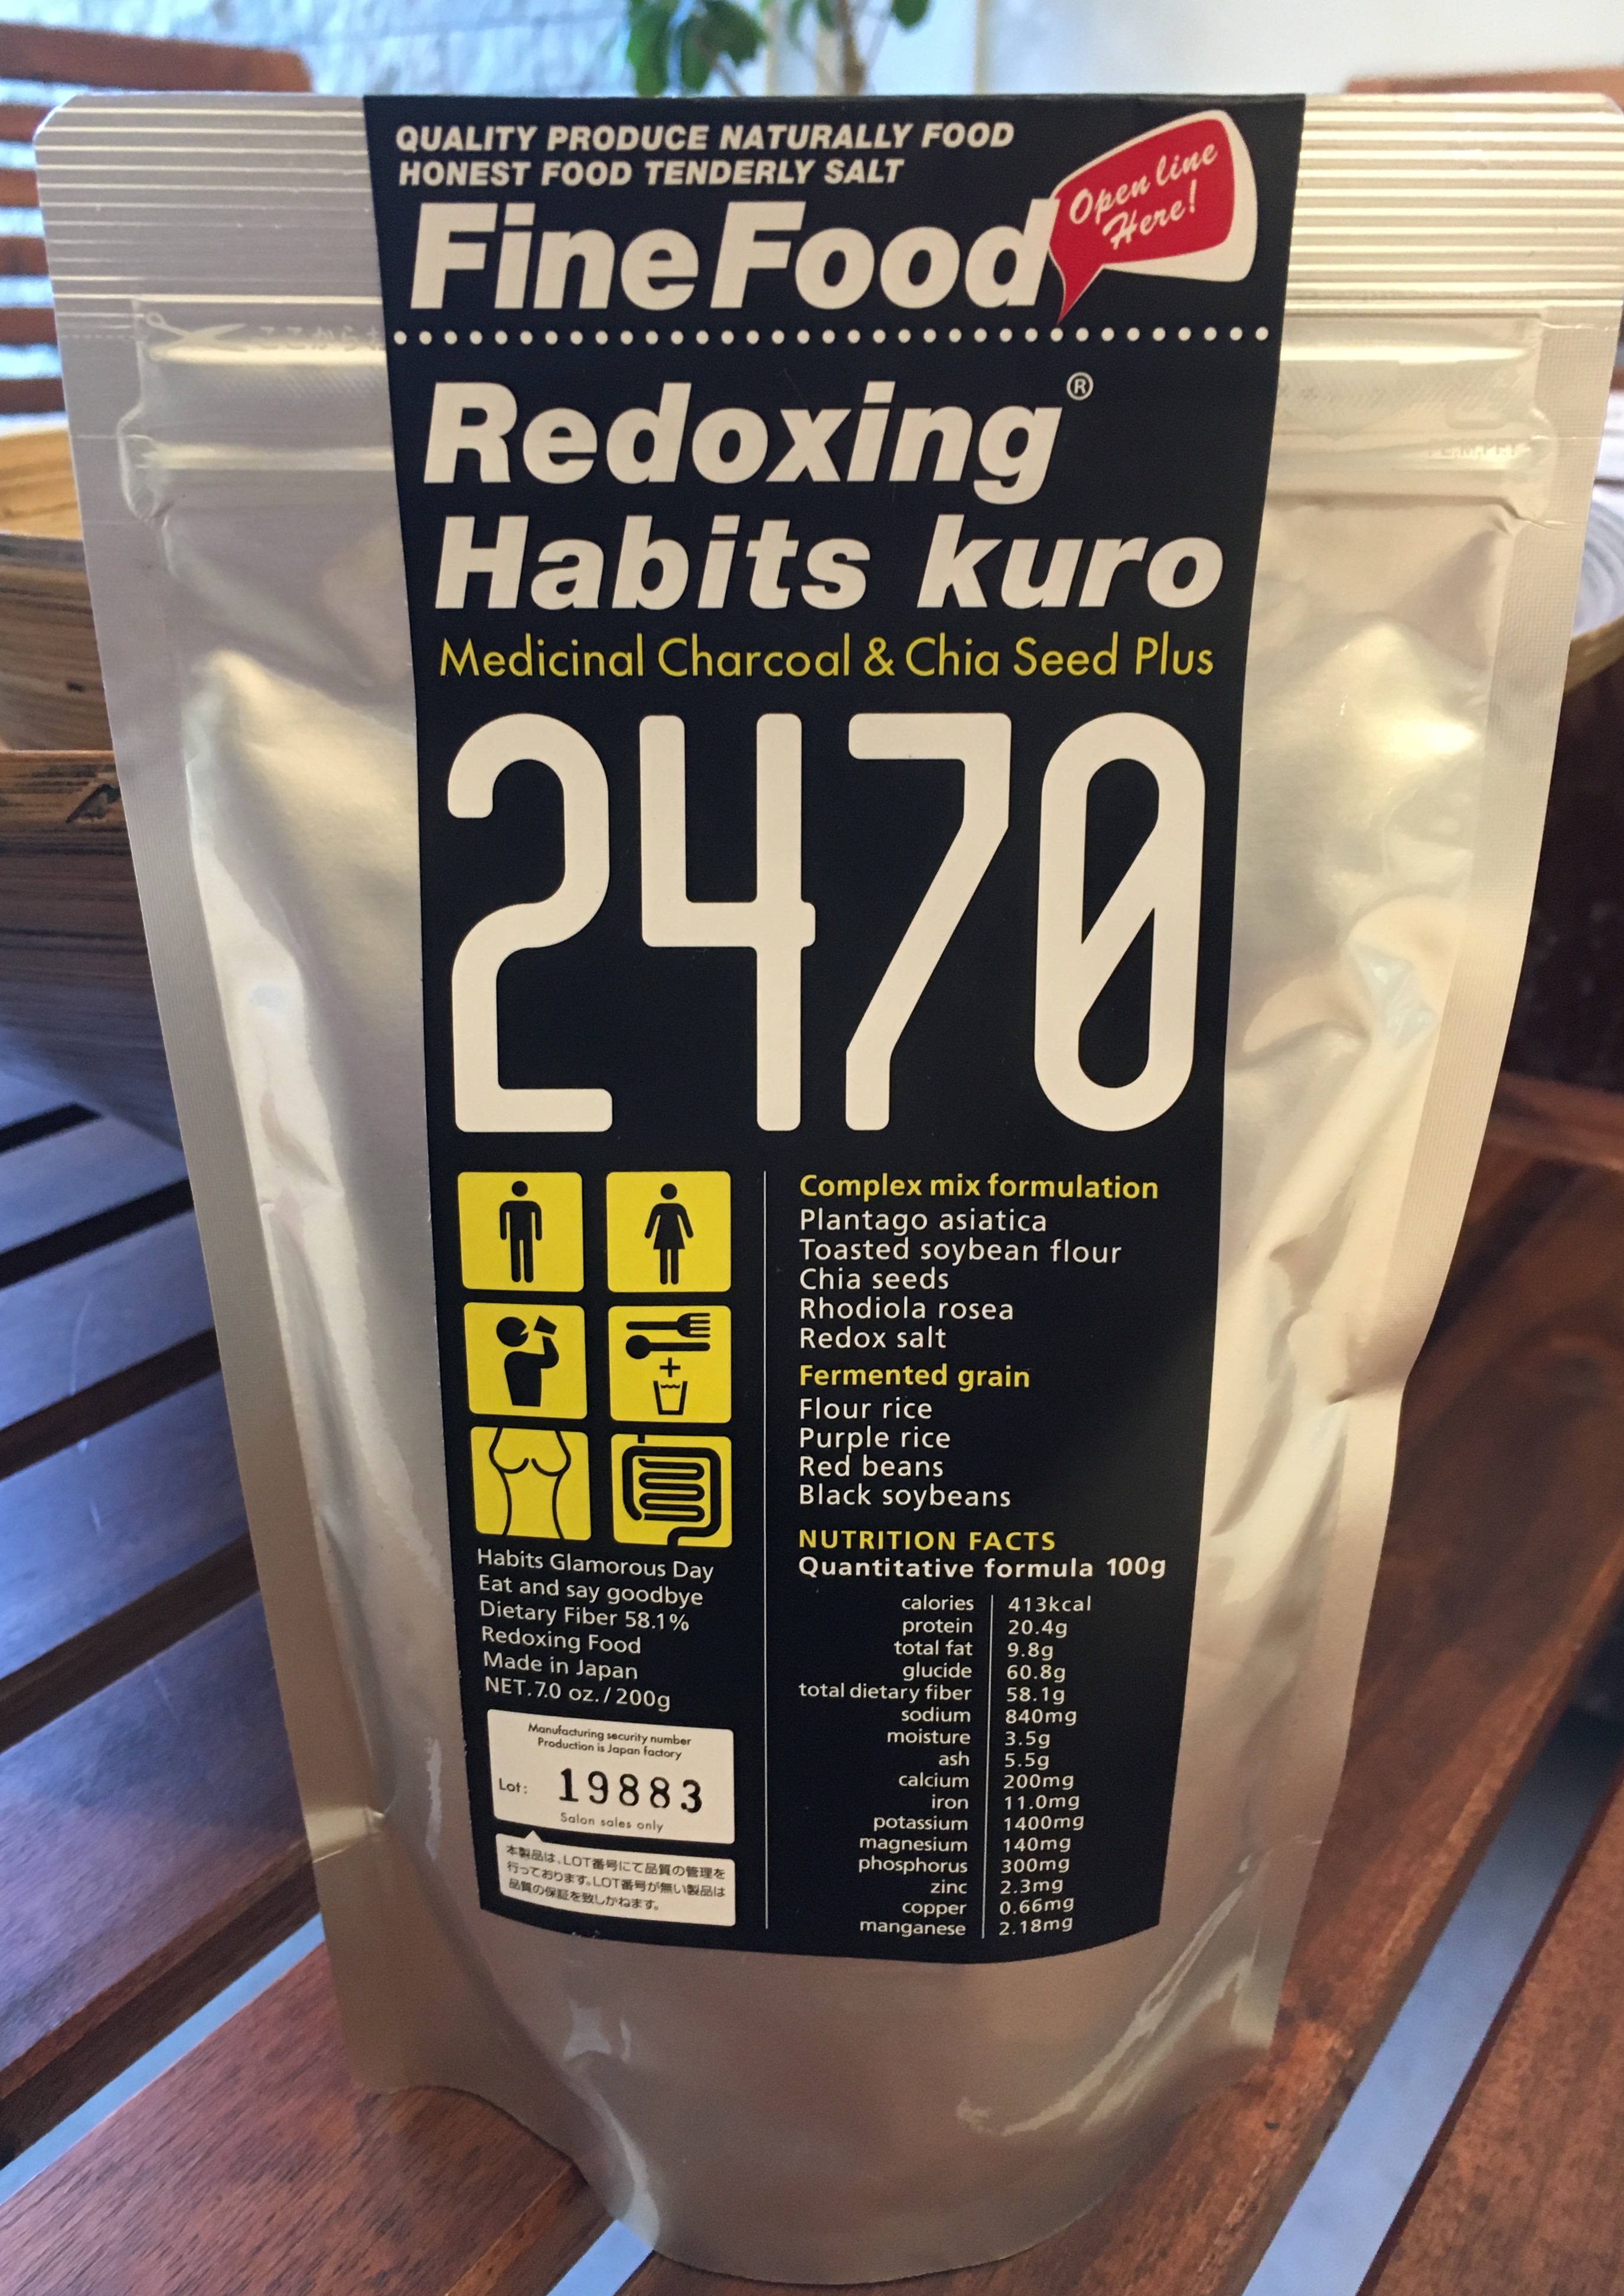 QUALITY PRODUCE NATURALLY FOOD
HONEST FOOD TENDERLY SALT
FineFood
Open line
Here!
ここから
Redoxing®
Habits kuro
Medicinal Charcoal & Chia Seed Plus
2470
Complex mix formulation
Plantago asiatica
Toasted soybean flour
Chia seeds
Rhodiola rosea
Redox salt
Fermented grain
Flour rice
Purple rice
Red beans
Black soybeans
NUTRITION FACTS
Quantitative formula 100g
calories 413kcal
protein 20.4g
total fat 9.8g
glucide 60.8g
total dietary fiber 58.1g
sodium 840mg
moisture 3.5g
ash 5.5g
calcium 200mg
iron 11.0mg
potassium 1400mg
magnesium 140mg
phosphorus 300mg
zinc 2.3mg
copper 0.66mg
manganese 2.18mg
Habits Glamorous Day
Eat and say goodbye
Dietary Fiber 58.1%
Redoxing Food
Made in Japan
NET.7.0 oz./200g
Manufacturing security number
Production is Japan factory
Lot: 19883
Salon sales only
本製品は、LOT番号にて品質の管理を
行っております。LOT番号が無い製品は
品質の保証を致しかねます。